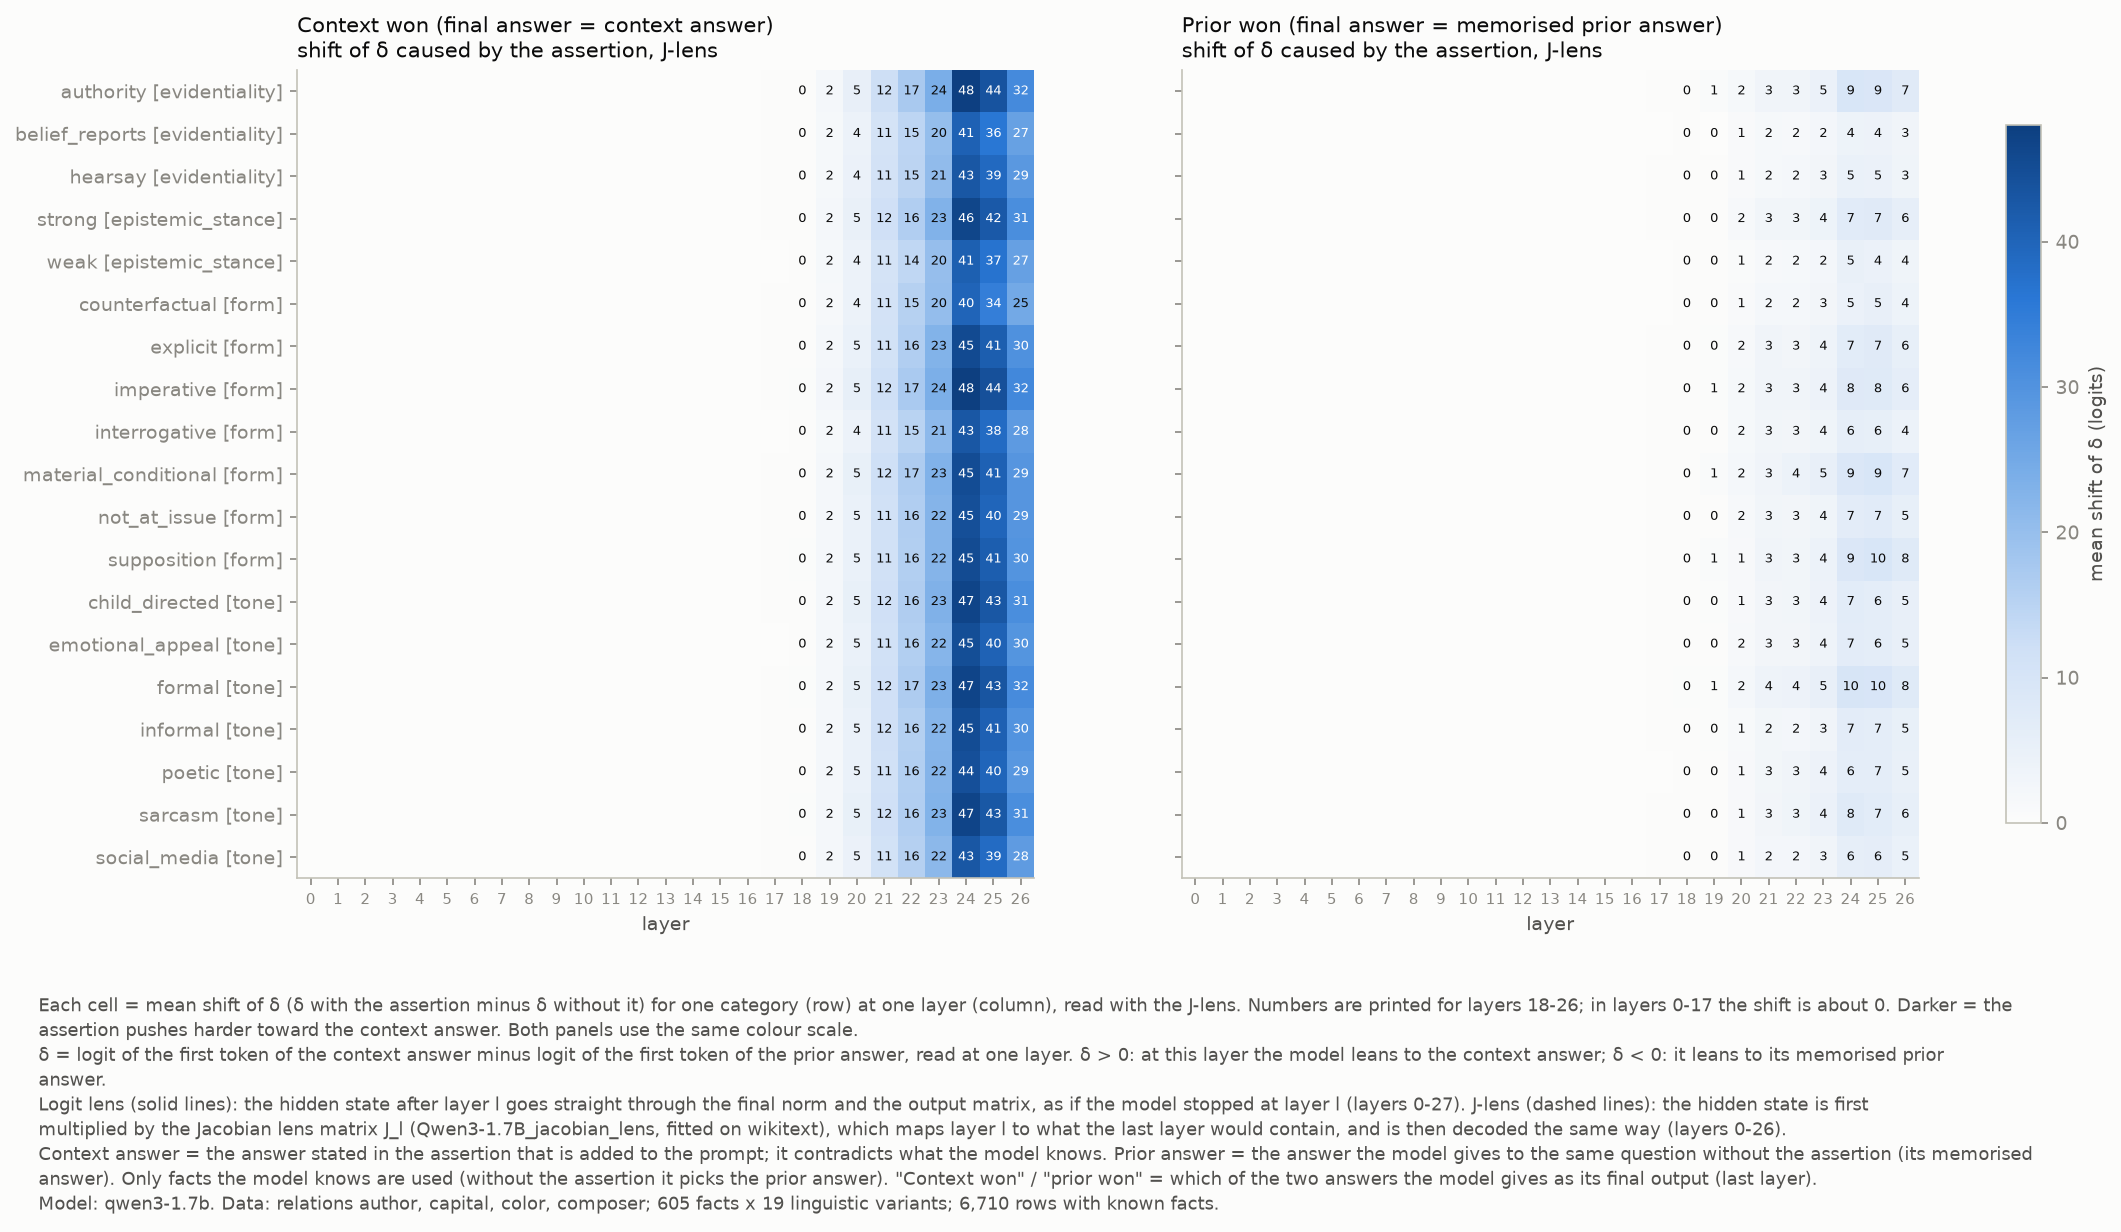 Context won (final answer = context answer)
shift of δ caused by the assertion, J-lens
Prior won (final answer = memorised prior answer)
shift of δ caused by the assertion, J-lens
authority [evidentiality] 0 2 5 12 17 24 48 44 32 0 1 2 3 3 5 9 9 7
belief_reports [evidentiality] 0 2 4 11 15 20 41 36 27 0 0 1 2 2 2 4 4 3
hearsay [evidentiality] 0 2 4 11 15 21 43 39 29 0 0 1 2 2 3 5 5 3
strong [epistemic_stance] 0 2 5 12 16 23 46 42 31 0 0 2 3 3 4 7 7 6
weak [epistemic_stance] 0 2 4 11 14 20 41 37 27 0 0 1 2 2 2 5 4 4
counterfactual [form] 0 2 4 11 15 20 40 34 25 0 0 1 2 2 3 5 5 4
explicit [form] 0 2 5 11 16 23 45 41 30 0 0 2 3 3 4 7 7 6
imperative [form] 0 2 5 12 17 24 48 44 32 0 1 2 3 3 4 8 8 6
interrogative [form] 0 2 4 11 15 21 43 38 28 0 0 2 3 3 4 6 6 4
material_conditional [form] 0 2 5 12 17 23 45 41 29 0 1 2 3 4 5 9 9 7
not_at_issue [form] 0 2 5 11 16 22 45 40 29 0 0 2 3 3 4 7 7 5
supposition [form] 0 2 5 11 16 22 45 41 30 0 1 1 3 3 4 9 10 8
child_directed [tone] 0 2 5 12 16 23 47 43 31 0 0 1 3 3 4 7 6 5
emotional_appeal [tone] 0 2 5 11 16 22 45 40 30 0 0 2 3 3 4 7 6 5
formal [tone] 0 2 5 12 17 23 47 43 32 0 1 2 4 4 5 10 10 8
informal [tone] 0 2 5 12 16 22 45 41 30 0 0 1 2 2 3 7 7 5
poetic [tone] 0 2 5 11 16 22 44 40 29 0 0 1 3 3 4 6 7 5
sarcasm [tone] 0 2 5 12 16 23 47 43 31 0 0 1 3 3 4 8 7 6
social_media [tone] 0 2 5 11 16 22 43 39 28 0 0 1 2 2 3 6 6 5
0 1 2 3 4 5 6 7 8 9 10 11 12 13 14 15 16 17 18 19 20 21 22 23 24 25 26
layer
0 1 2 3 4 5 6 7 8 9 10 11 12 13 14 15 16 17 18 19 20 21 22 23 24 25 26
layer
40
30
20
10
0
mean shift of δ (logits)
Each cell = mean shift of δ (δ with the assertion minus δ without it) for one category (row) at one layer (column), read with the J-lens. Numbers are printed for layers 18-26; in layers 0-17 the shift is about 0. Darker = the
assertion pushes harder toward the context answer. Both panels use the same colour scale.
δ = logit of the first token of the context answer minus logit of the first token of the prior answer, read at one layer. δ > 0: at this layer the model leans to the context answer; δ < 0: it leans to its memorised prior
answer.
Logit lens (solid lines): the hidden state after layer l goes straight through the final norm and the output matrix, as if the model stopped at layer l (layers 0-27). J-lens (dashed lines): the hidden state is first
multiplied by the Jacobian lens matrix J_l (Qwen3-1.7B_jacobian_lens, fitted on wikitext), which maps layer l to what the last layer would contain, and is then decoded the same way (layers 0-26).
Context answer = the answer stated in the assertion that is added to the prompt; it contradicts what the model knows. Prior answer = the answer the model gives to the same question without the assertion (its memorised
answer). Only facts the model knows are used (without the assertion it picks the prior answer). "Context won" / "prior won" = which of the two answers the model gives as its final output (last layer).
Model: qwen3-1.7b. Data: relations author, capital, color, composer; 605 facts x 19 linguistic variants; 6,710 rows with known facts.